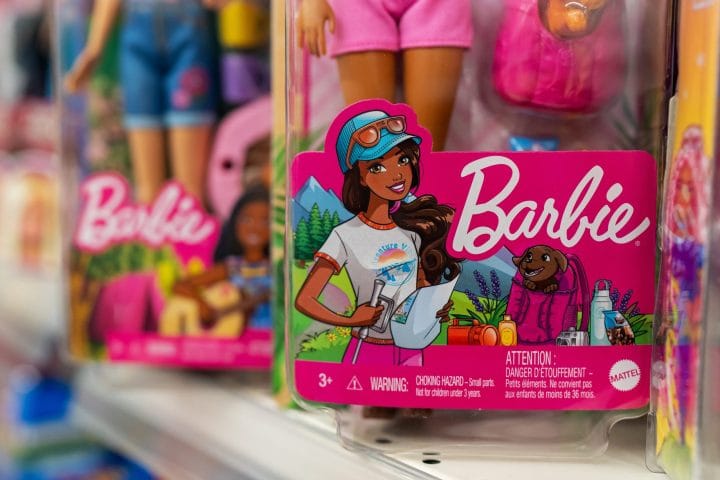 Barbie
Barbie®
3+
⚠ WARNING: CHOKING HAZARD – Small parts.
Not for children under 3 years.
ATTENTION :
DANGER D'ÉTOUFFEMENT –
Petits éléments. Ne convient pas
aux enfants de moins de 36 mois.
MATTEL